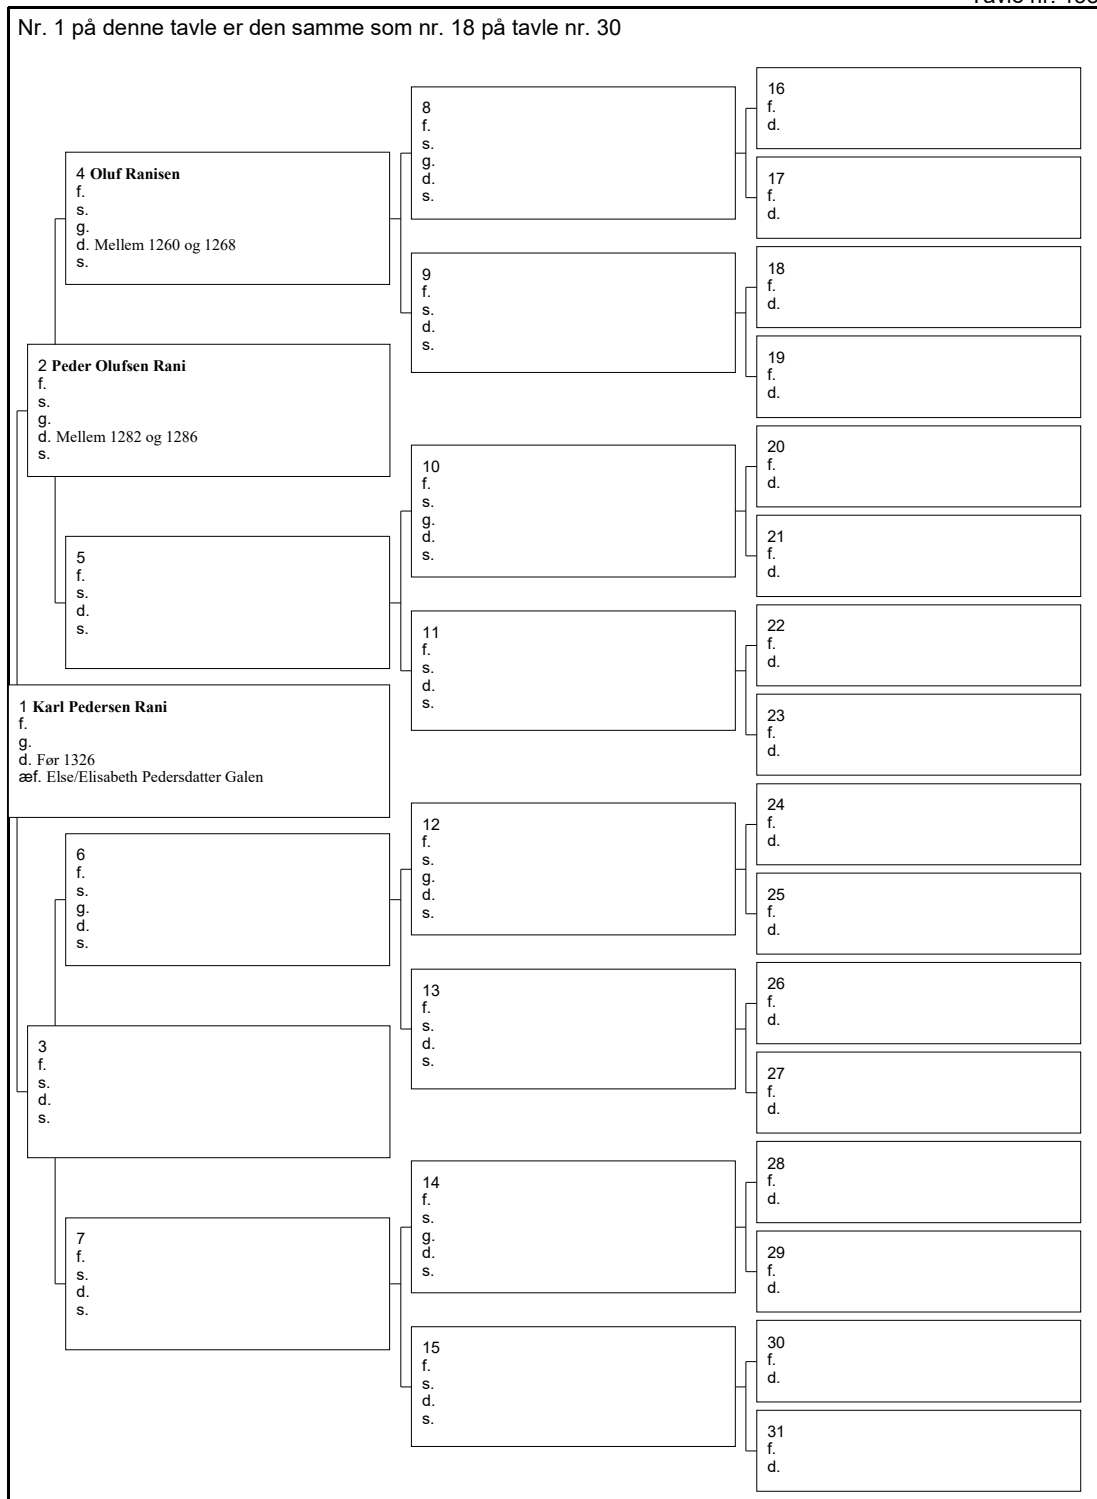 Nr. 1 på denne tavle er den samme som nr. 18 på tavle nr. 30
4 Oluf Ranisen
f.
s.
g.
d. Mellem 1260 og 1268
s.
2 Peder Olufsen Rani
f.
s.
g.
d. Mellem 1282 og 1286
s.
5
f.
s.
d.
s.
1 Karl Pedersen Rani
f.
g.
d. Før 1326
æf. Else/Elisabeth Pedersdatter Galen
6
f.
s.
g.
d.
s.
3
f.
s.
d.
s.
7
f.
s.
d.
s.
8
f.
s.
g.
d.
s.
9
f.
s.
d.
s.
10
f.
s.
g.
d.
s.
11
f.
s.
d.
s.
12
f.
s.
g.
d.
s.
13
f.
s.
d.
s.
14
f.
s.
g.
d.
s.
15
f.
s.
d.
s.
16
f.
d.
17
f.
d.
18
f.
d.
19
f.
d.
20
f.
d.
21
f.
d.
22
f.
d.
23
f.
d.
24
f.
d.
25
f.
d.
26
f.
d.
27
f.
d.
28
f.
d.
29
f.
d.
30
f.
d.
31
f.
d.